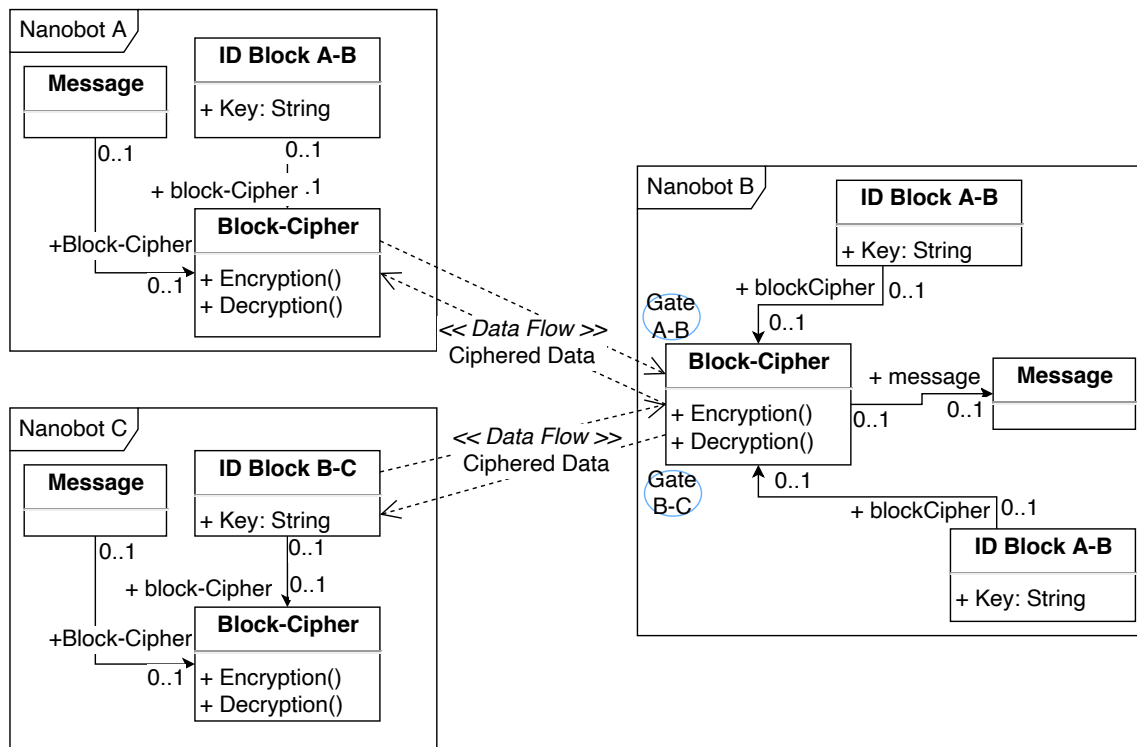 Nanobot A
Message
0..1
ID Block A-B
+ Key: String
0..1
+ block-Cipher
.1
+Block-Cipher
0..1
Block-Cipher
+ Encryption()
+ Decryption()
<< Data Flow >>
Ciphered Data
Nanobot C
Message
0..1
ID Block B-C
+ Key: String
0..1
+ block-Cipher
0..1
+Block-Cipher
0..1
Block-Cipher
+ Encryption()
+ Decryption()
<< Data Flow >>
Ciphered Data
Nanobot B
ID Block A-B
+ Key: String
0..1
+ blockCipher
0..1
Gate
A-B
Block-Cipher
+ Encryption()
+ Decryption()
0..1
+ message
0..1
Message
Gate
B-C
0..1
+ blockCipher
0..1
ID Block A-B
+ Key: String